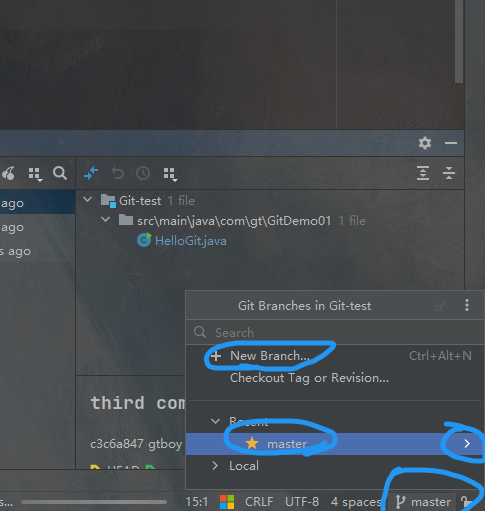 ago
ago
s ago
Git-test 1 file
src\main\java\com\gt\GitDemo01 1 file
HelloGit.java
Git Branches in Git-test
Search
New Branch... Ctrl+Alt+N
Checkout Tag or Revision...
Recent
master
Local
third com
c3c6a847 gtboy
HEAD
s... 15:1 CRLF UTF-8 4 spaces master